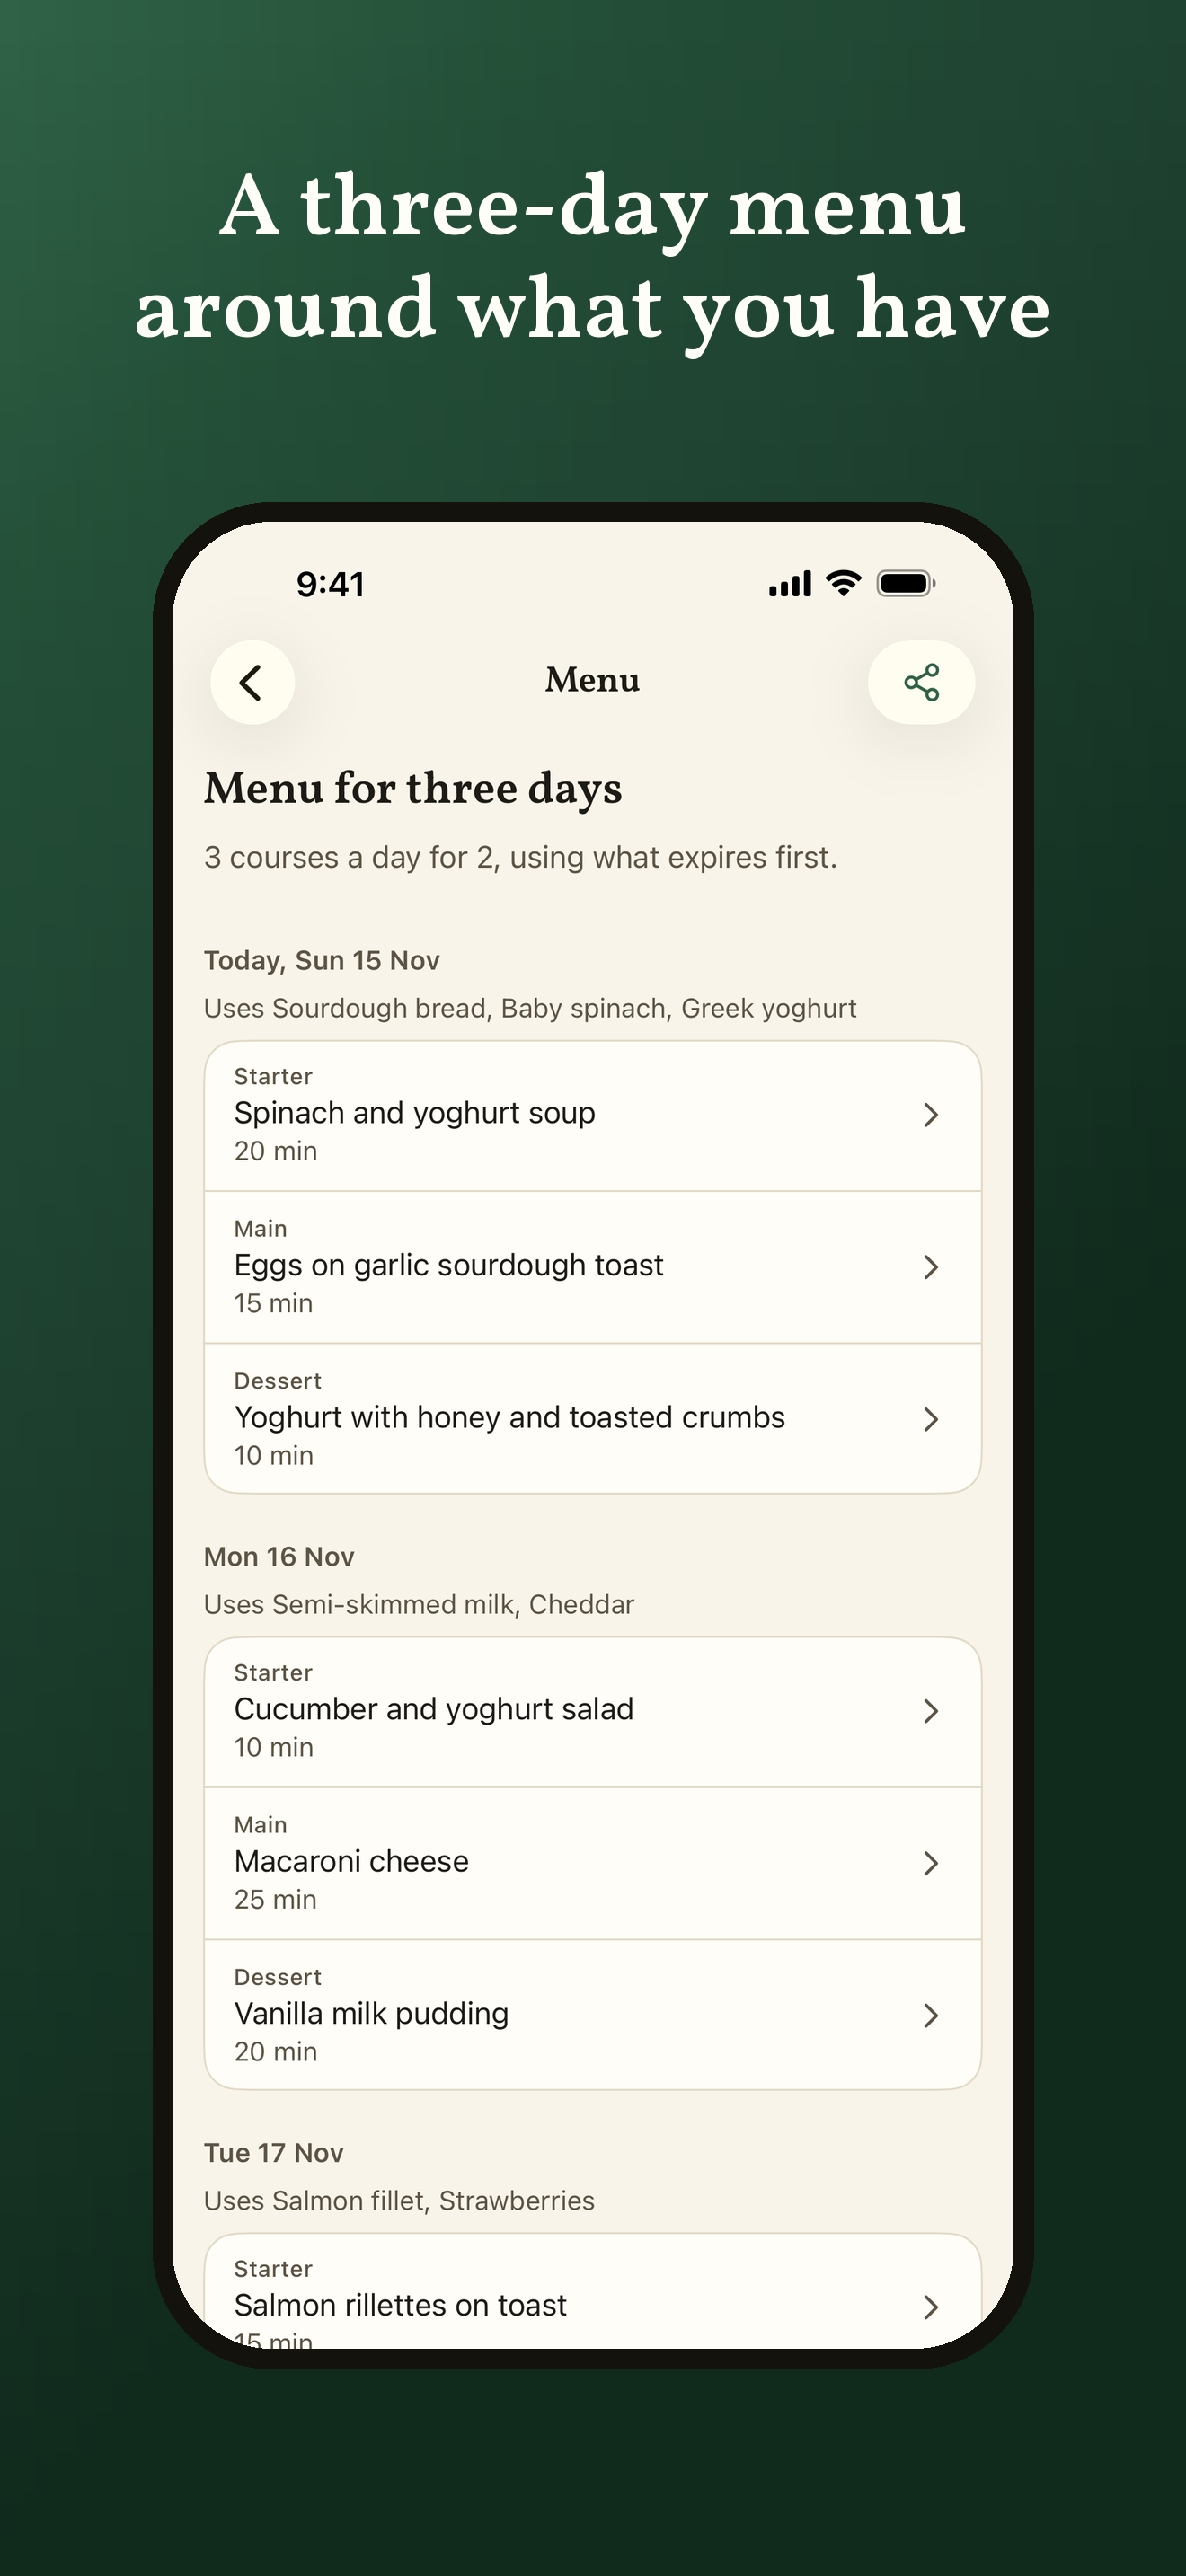 A three-day menu
around what you have
9:41
Menu
Menu for three days
3 courses a day for 2, using what expires first.
Today, Sun 15 Nov
Uses Sourdough bread, Baby spinach, Greek yoghurt
Starter
Spinach and yoghurt soup
20 min
Main
Eggs on garlic sourdough toast
15 min
Dessert
Yoghurt with honey and toasted crumbs
10 min
Mon 16 Nov
Uses Semi-skimmed milk, Cheddar
Starter
Cucumber and yoghurt salad
10 min
Main
Macaroni cheese
25 min
Dessert
Vanilla milk pudding
20 min
Tue 17 Nov
Uses Salmon fillet, Strawberries
Starter
Salmon rillettes on toast
15 min